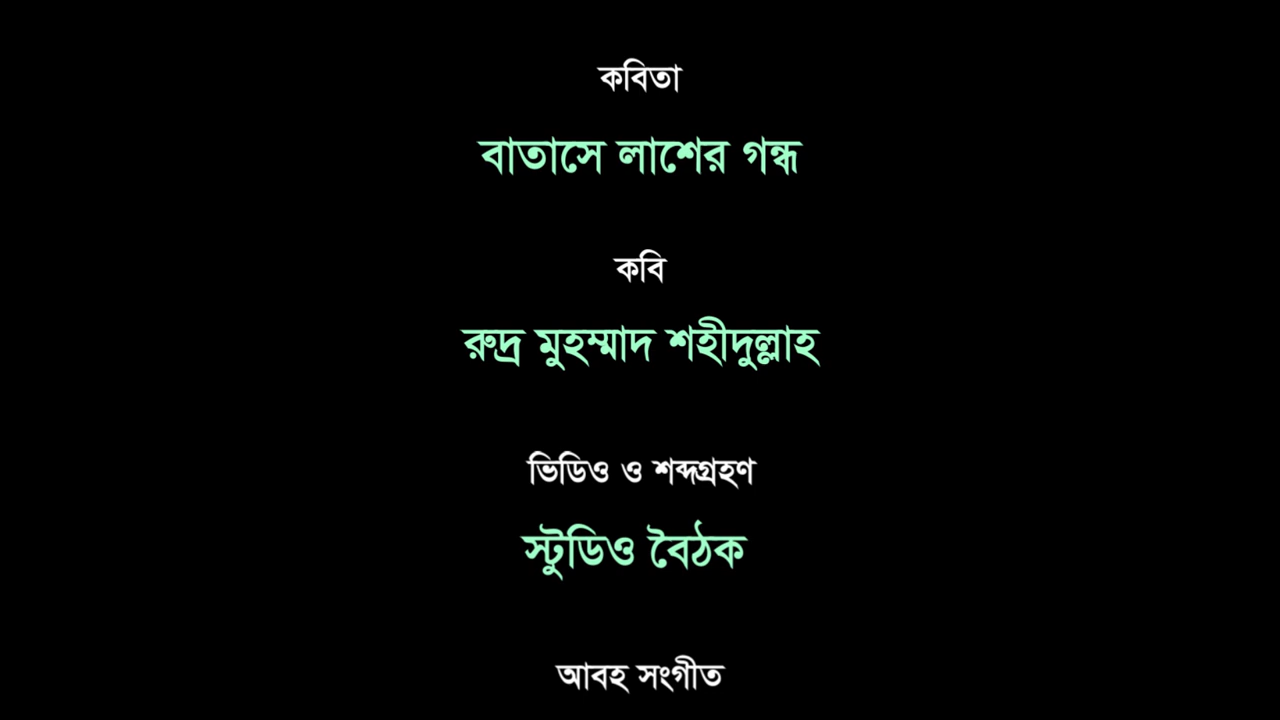 কবিতা
বাতাসে লাশের গন্ধ
কবি
রুদ্র মুহম্মাদ শহীদুল্লাহ
ভিডিও ও শব্দগ্রহণ
স্টুডিও বৈঠক
আবহ সংগীত